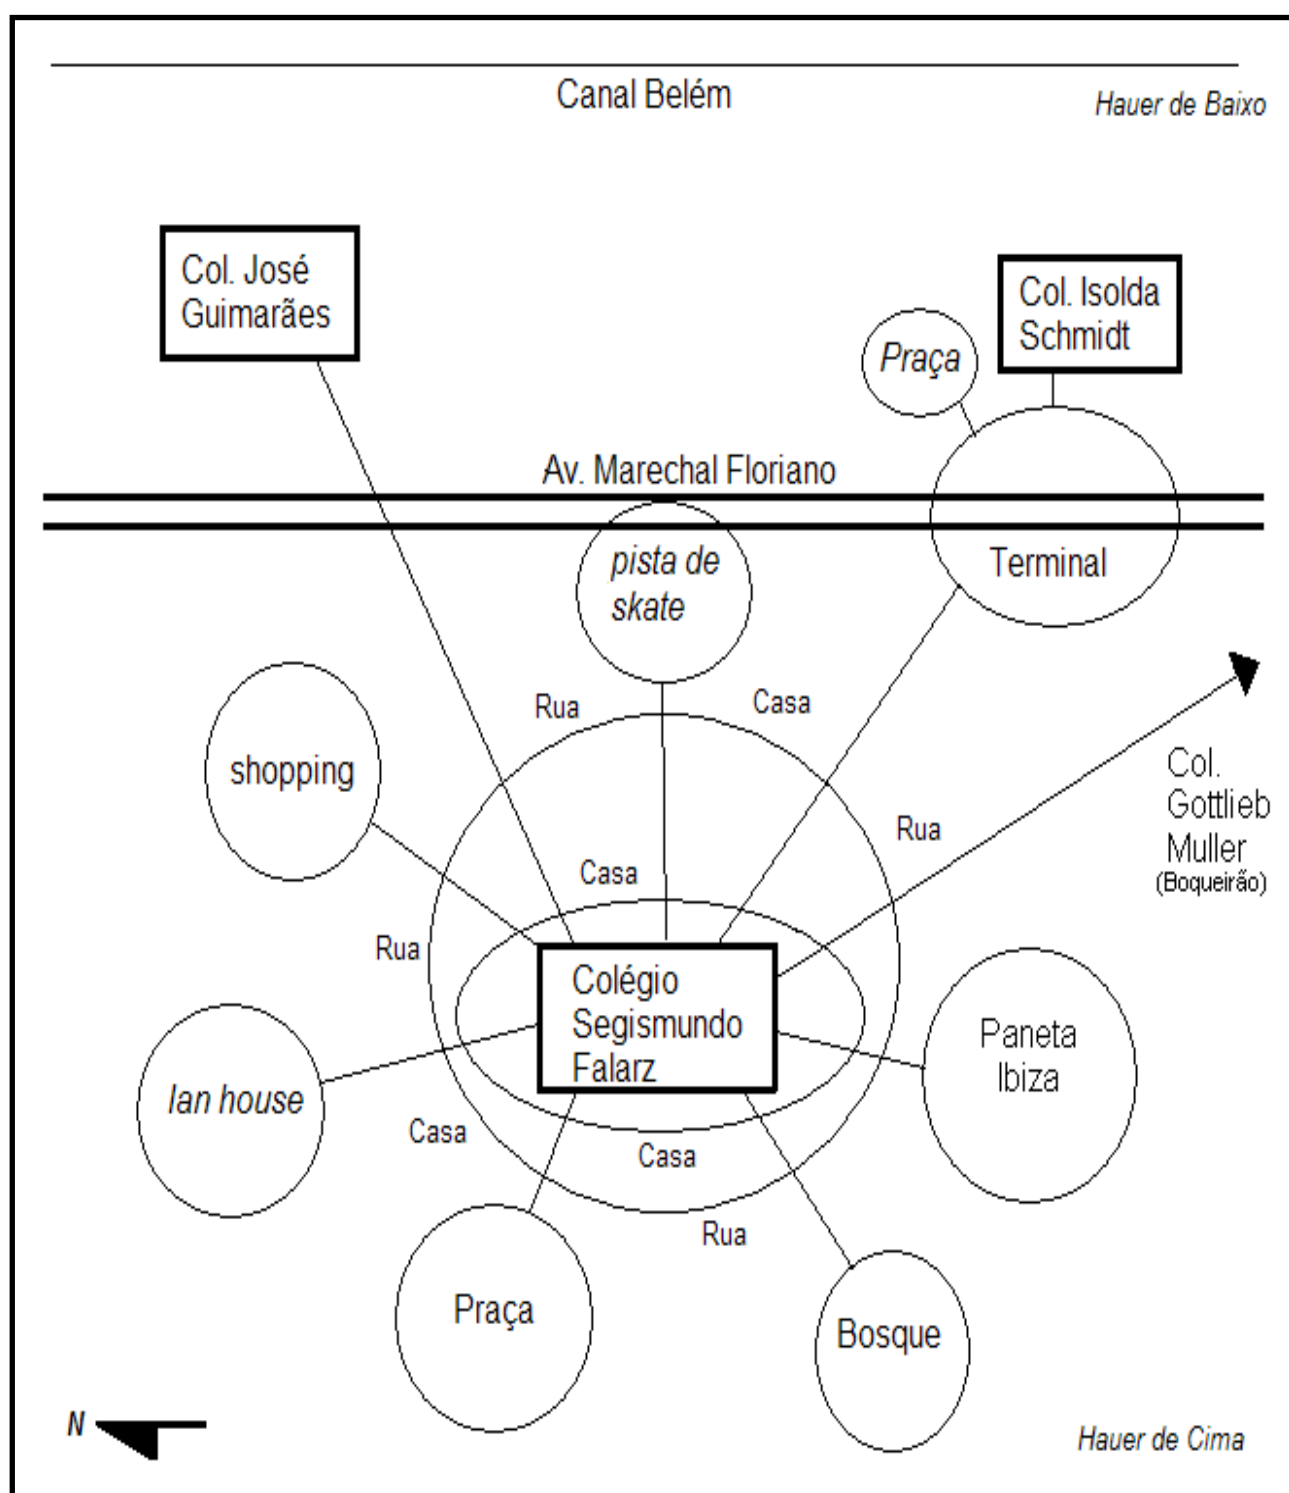 Canal Belém
Hauer de Baixo
Col. José
Guimarães
Col. Isolda
Schmidt
Praça
Av. Marechal Floriano
pista de
skate
Terminal
Rua
Casa
shopping
Col.
Gottlieb
Muller
(Boqueirão)
Rua
Casa
Rua
Colégio
Segismundo
Falarz
Paneta
Ibiza
lan house
Casa
Casa
Rua
Praça
Bosque
N
Hauer de Cima